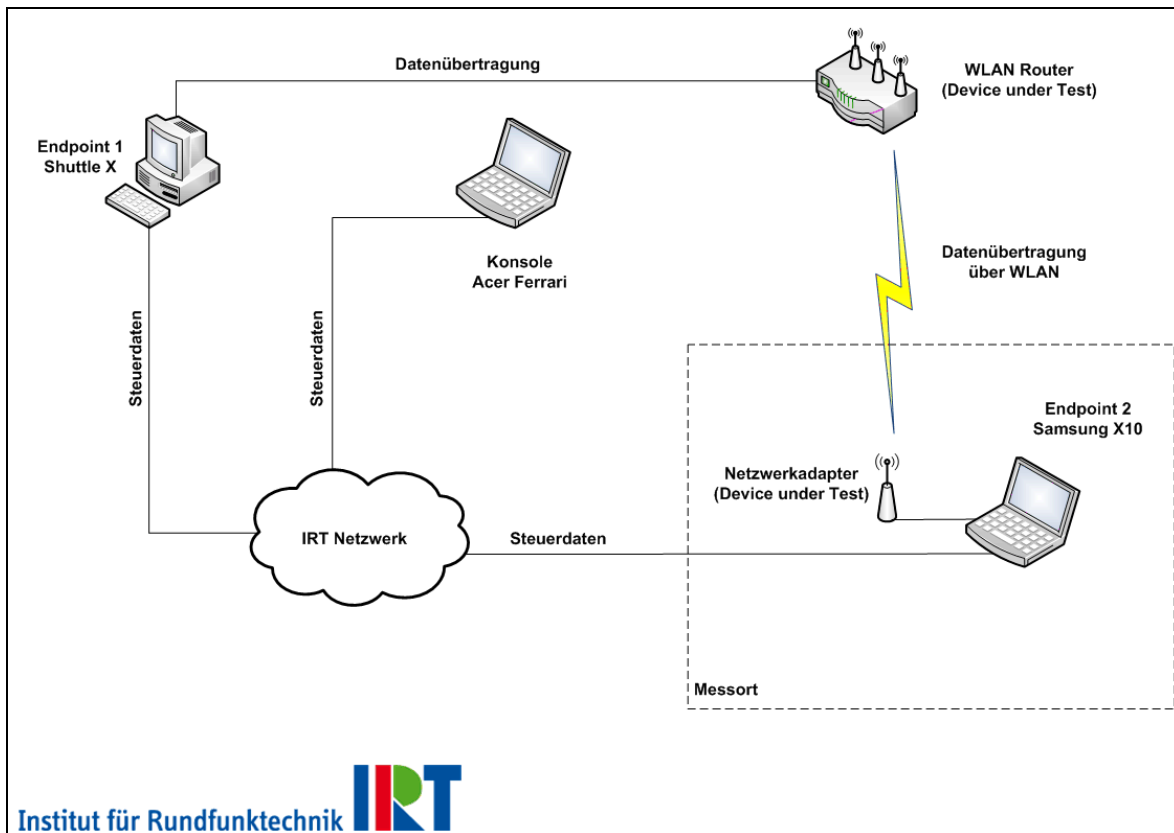 Datenübertragung
WLAN Router
(Device under Test)
Endpoint 1
Shuttle X
Konsole
Acer Ferrari
Datenübertragung
über WLAN
Steuerdaten
Steuerdaten
Endpoint 2
Samsung X10
Netzwerkadapter
(Device under Test)
IRT Netzwerk
Steuerdaten
Messort
Institut für Rundfunktechnik IRT